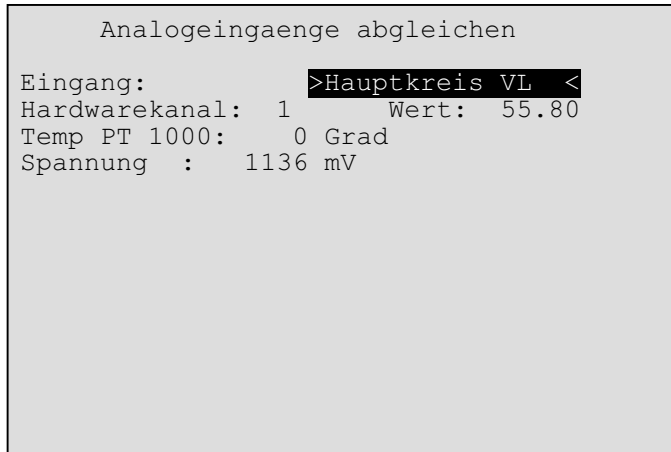 Analogeingaenge abgleichen
Eingang: >Hauptkreis VL <
Hardwarekanal: 1 Wert: 55.80
Temp PT 1000: 0 Grad
Spannung : 1136 mV